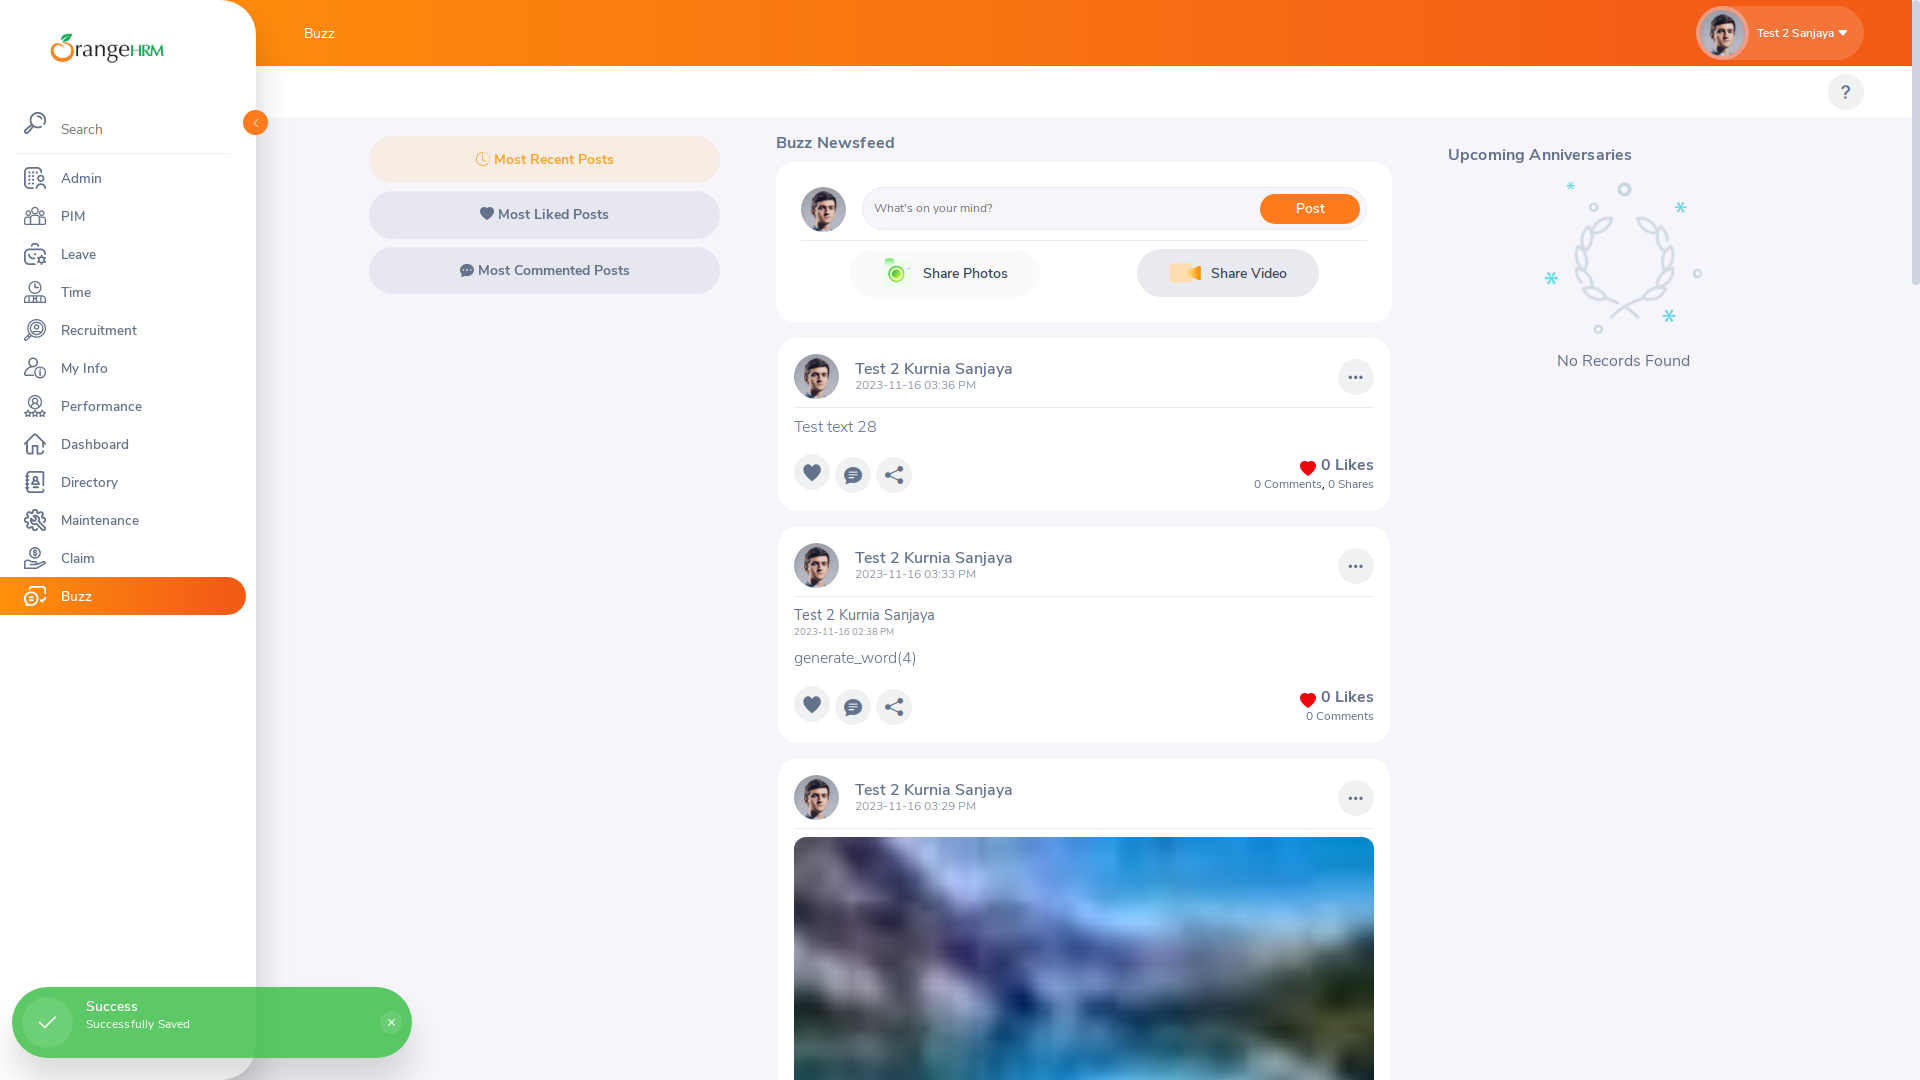 OrangeHRM
Buzz
Test 2 Sanjaya
?
Search
Admin
PIM
Leave
Time
Recruitment
My Info
Performance
Dashboard
Directory
Maintenance
Claim
Buzz
Most Recent Posts
Most Liked Posts
Most Commented Posts
Buzz Newsfeed
What's on your mind?
Post
Share Photos
Share Video
Test 2 Kurnia Sanjaya
2023-11-16 03:36 PM
Test text 28
0 Likes
0 Comments, 0 Shares
Test 2 Kurnia Sanjaya
2023-11-16 03:33 PM
Test 2 Kurnia Sanjaya
2023-11-16 02:38 PM
generate_word(4)
0 Likes
0 Comments
Test 2 Kurnia Sanjaya
2023-11-16 03:29 PM
Upcoming Anniversaries
No Records Found
Success
Successfully Saved